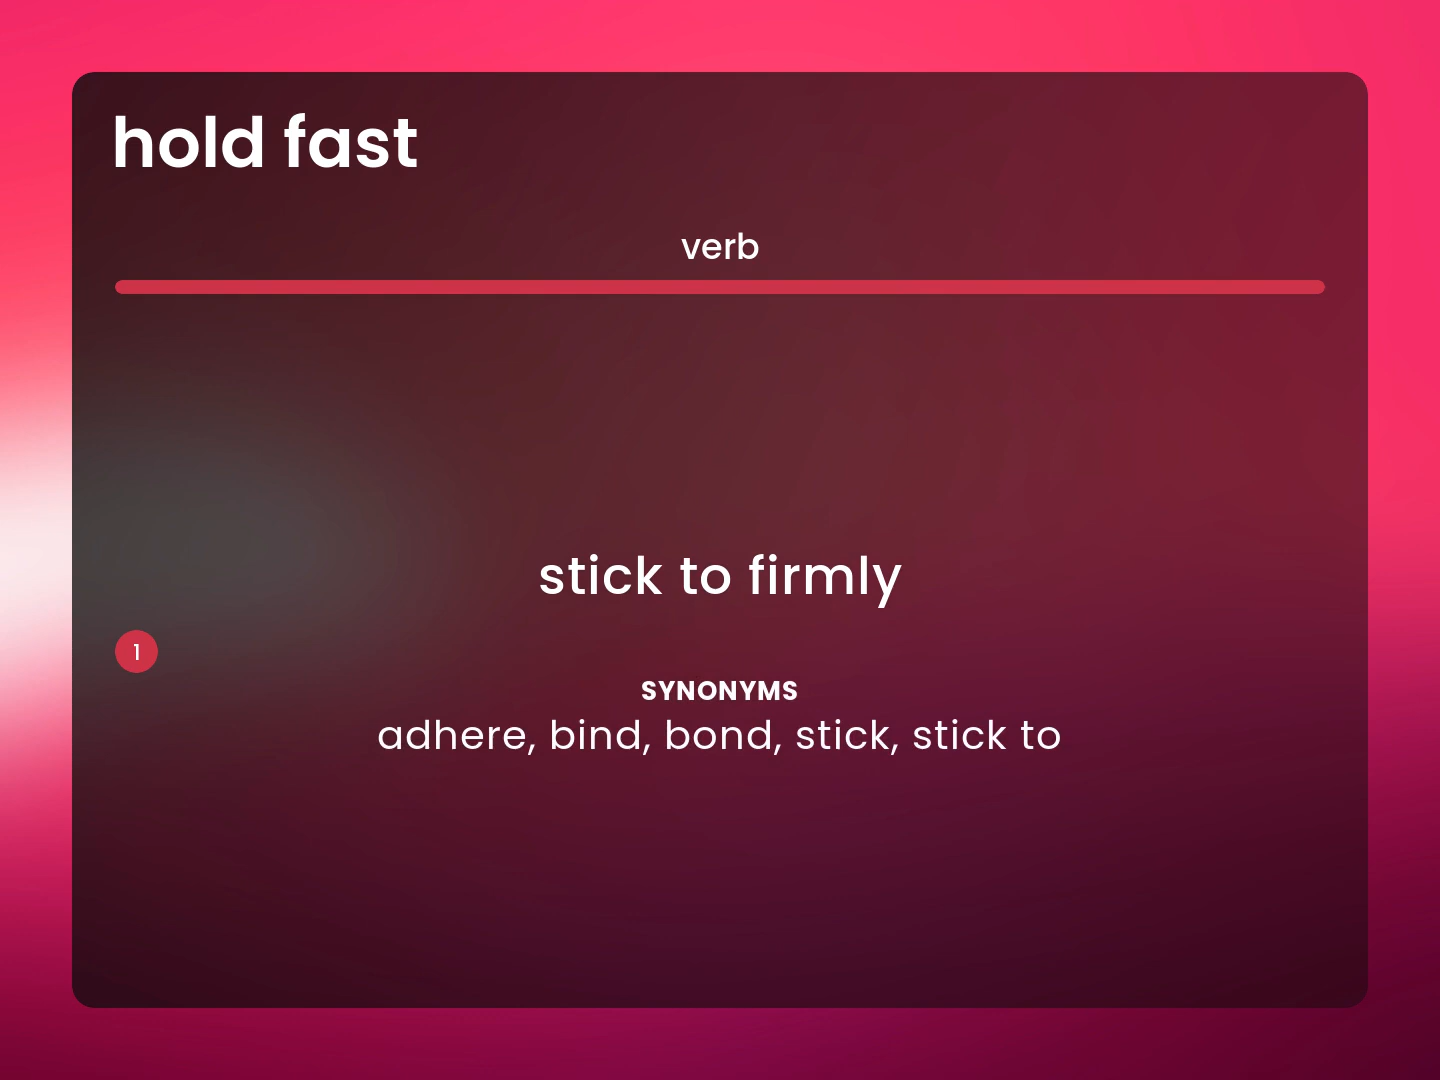 hold fast
verb
stick to firmly
1
SYNONYMS
adhere, bind, bond, stick, stick to